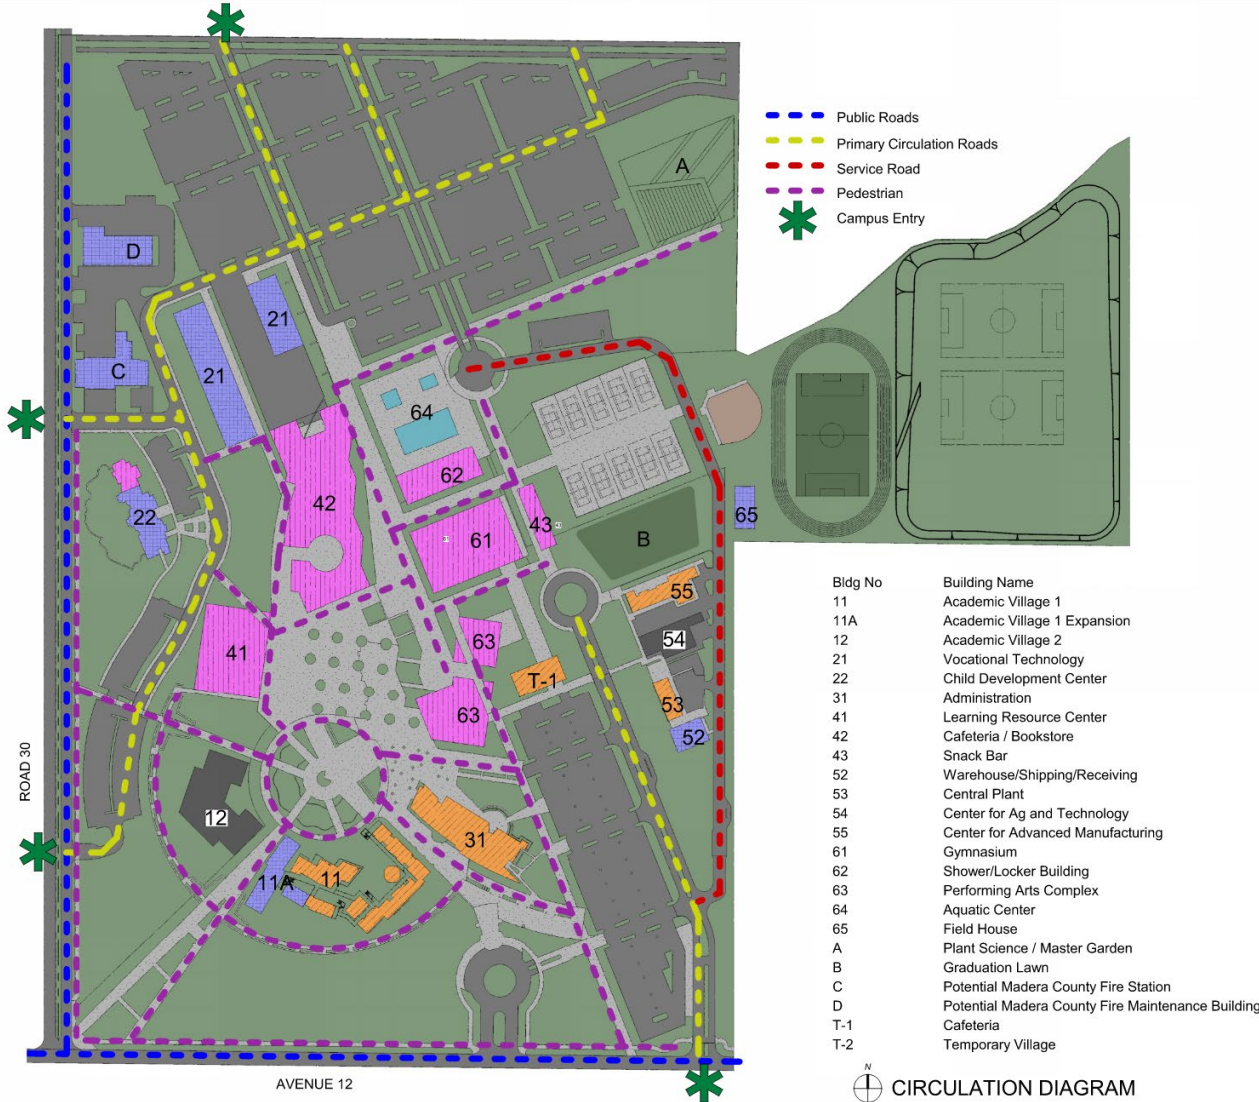 Public Roads
Primary Circulation Roads
Service Road
Pedestrian
Campus Entry
A
D
21
C
21
64
62
42
22
43
65
61
B
55
54
41
63
T-1
53
63
52
12
31
11A
11
ROAD 30
AVENUE 12
Bldg No Building Name
11 Academic Village 1
11A Academic Village 1 Expansion
12 Academic Village 2
21 Vocational Technology
22 Child Development Center
31 Administration
41 Learning Resource Center
42 Cafeteria / Bookstore
43 Snack Bar
52 Warehouse/Shipping/Receiving
53 Central Plant
54 Center for Ag and Technology
55 Center for Advanced Manufacturing
61 Gymnasium
62 Shower/Locker Building
63 Performing Arts Complex
64 Aquatic Center
65 Field House
A Plant Science / Master Garden
B Graduation Lawn
C Potential Madera County Fire Station
D Potential Madera County Fire Maintenance Building
T-1 Cafeteria
T-2 Temporary Village
N
CIRCULATION DIAGRAM